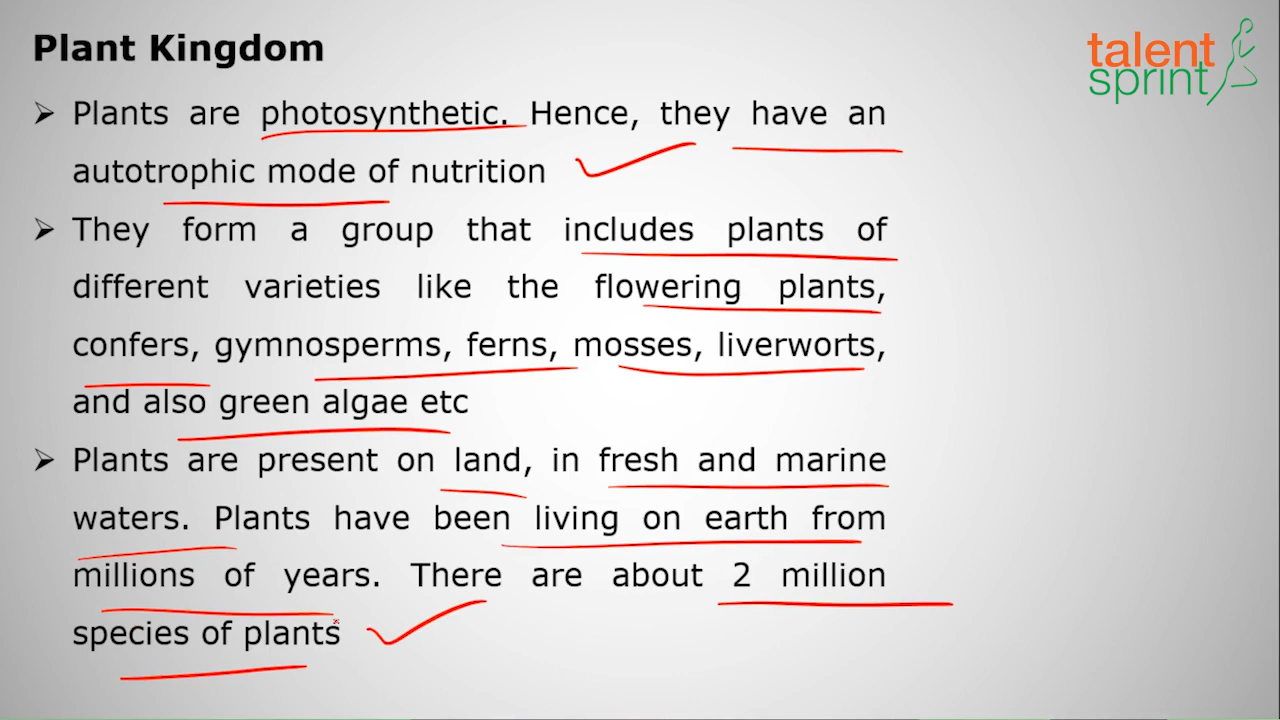 Plant Kingdom
talent
sprint
➢ Plants are photosynthetic. Hence, they have an
autotrophic mode of nutrition
➢ They form a group that includes plants of
different varieties like the flowering plants,
confers, gymnosperms, ferns, mosses, liverworts,
and also green algae etc
➢ Plants are present on land, in fresh and marine
waters. Plants have been living on earth from
millions of years. There are about 2 million
species of plants